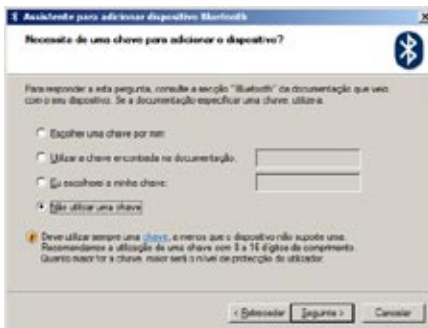 Assistente para adicionar dispositivo Bluetooth
Necessita de uma chave para adicionar o dispositivo?
Para responder a esta pergunta, consulte a secção "Bluetooth" da documentação que veio
com o seu dispositivo. Se a documentação especificar uma chave, utilize-a.
Escolher uma chave por mim
Utilizar a chave encontrada na documentação:
Eu escolherei a minha chave:
Não utilizar uma chave
Deve utilizar sempre uma chave, a menos que o dispositivo não suporte uma.
Recomendamos a utilização de uma chave com 8 a 16 dígitos de comprimento.
Quanto maior for a chave, maior será o nível de protecção do utilizador.
< Retroceder Seguinte > Cancelar